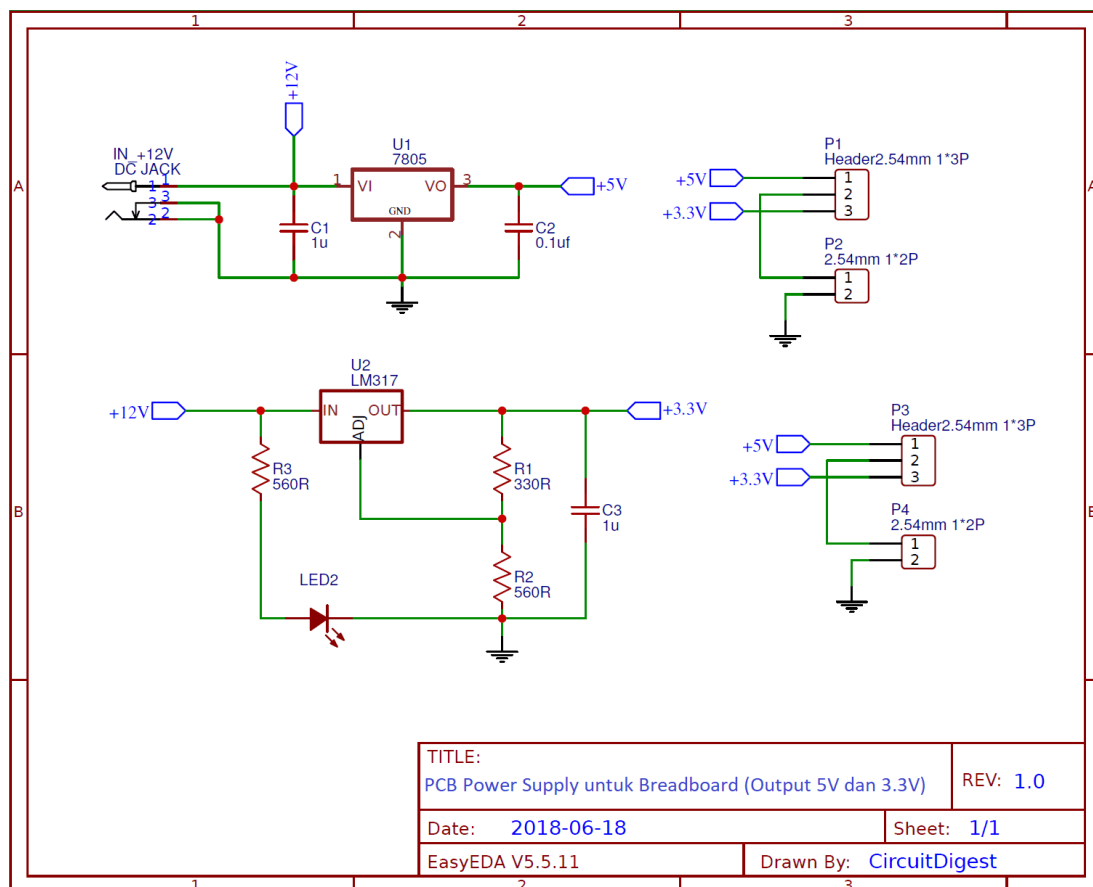 1 2 3
A
A
B
B
1 2 3
+12V
IN_+12V
DC JACK
1 1
3 3
2 2
U1
7805
1 VI VO 3
GND
2
C1
1u
C2
0.1uf
+5V
P1
Header2.54mm 1*3P
+5V 1
2
+3.3V 3
P2
2.54mm 1*2P
1
2
U2
LM317
+12V IN OUT +3.3V
ADJ
R3
560R
R1
330R
C3
1u
R2
560R
LED2
P3
Header2.54mm 1*3P
+5V 1
2
+3.3V 3
P4
2.54mm 1*2P
1
2
TITLE:
PCB Power Supply untuk Breadboard (Output 5V dan 3.3V)
REV: 1.0
Date: 2018-06-18
Sheet: 1/1
EasyEDA V5.5.11
Drawn By: CircuitDigest